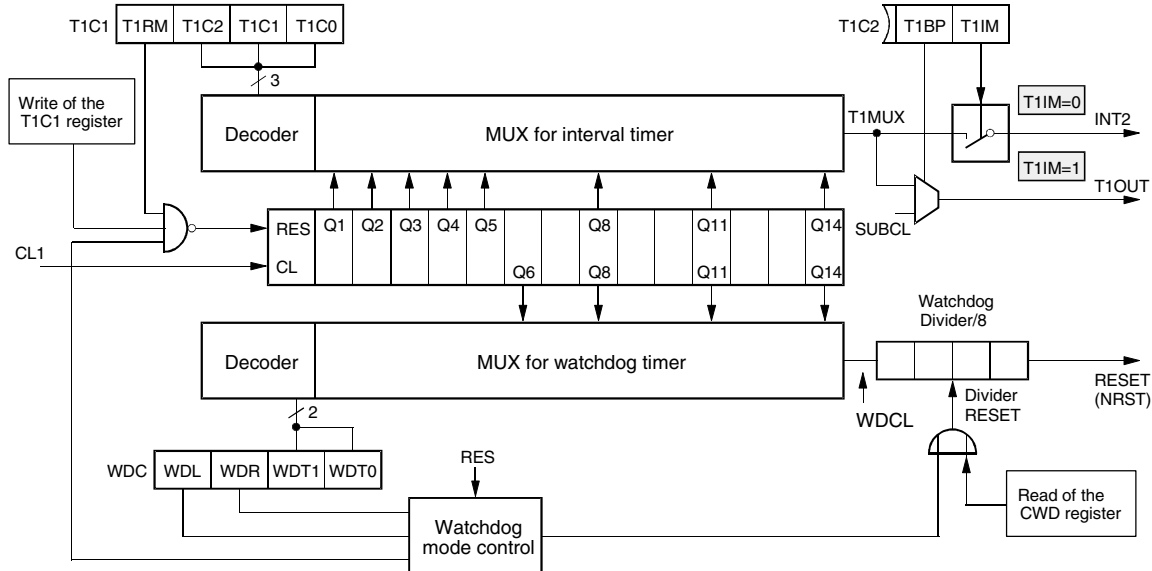 T1C1 T1RM T1C2 T1C1 T1C0
T1C2 T1BP T1IM
3
Write of the
T1C1 register
Decoder MUX for interval timer
T1MUX
T1IM=0
INT2
T1IM=1
T1OUT
SUBCL
RES Q1 Q2 Q3 Q4 Q5 Q8 Q11 Q14
CL1
CL Q6 Q8 Q11 Q14
Watchdog
Divider/8
Decoder MUX for watchdog timer
RESET
(NRST)
Divider
RESET
WDCL
2
WDC WDL WDR WDT1 WDT0
RES
Watchdog
mode control
Read of the
CWD register